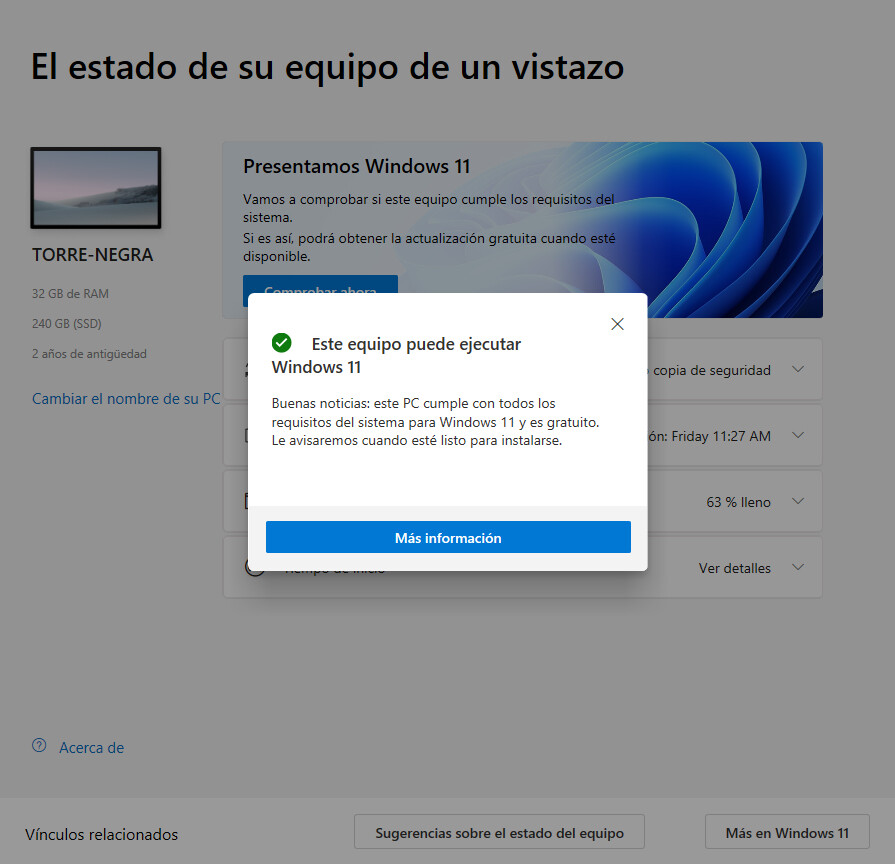 El estado de su equipo de un vistazo
Presentamos Windows 11
Vamos a comprobar si este equipo cumple los requisitos del
sistema.
Si es así, podrá obtener la actualización gratuita cuando esté
disponible.
Comprobar ahora
TORRE-NEGRA
32 GB de RAM
240 GB (SSD)
2 años de antigüedad
Cambiar el nombre de su PC
Este equipo puede ejecutar
Windows 11
Buenas noticias: este PC cumple con todos los
requisitos del sistema para Windows 11 y es gratuito.
Le avisaremos cuando esté listo para instalarse.
Más información
copia de seguridad
ón: Friday 11:27 AM
63 % lleno
Tiempo de inicio
Ver detalles
Acerca de
Vínculos relacionados
Sugerencias sobre el estado del equipo
Más en Windows 11